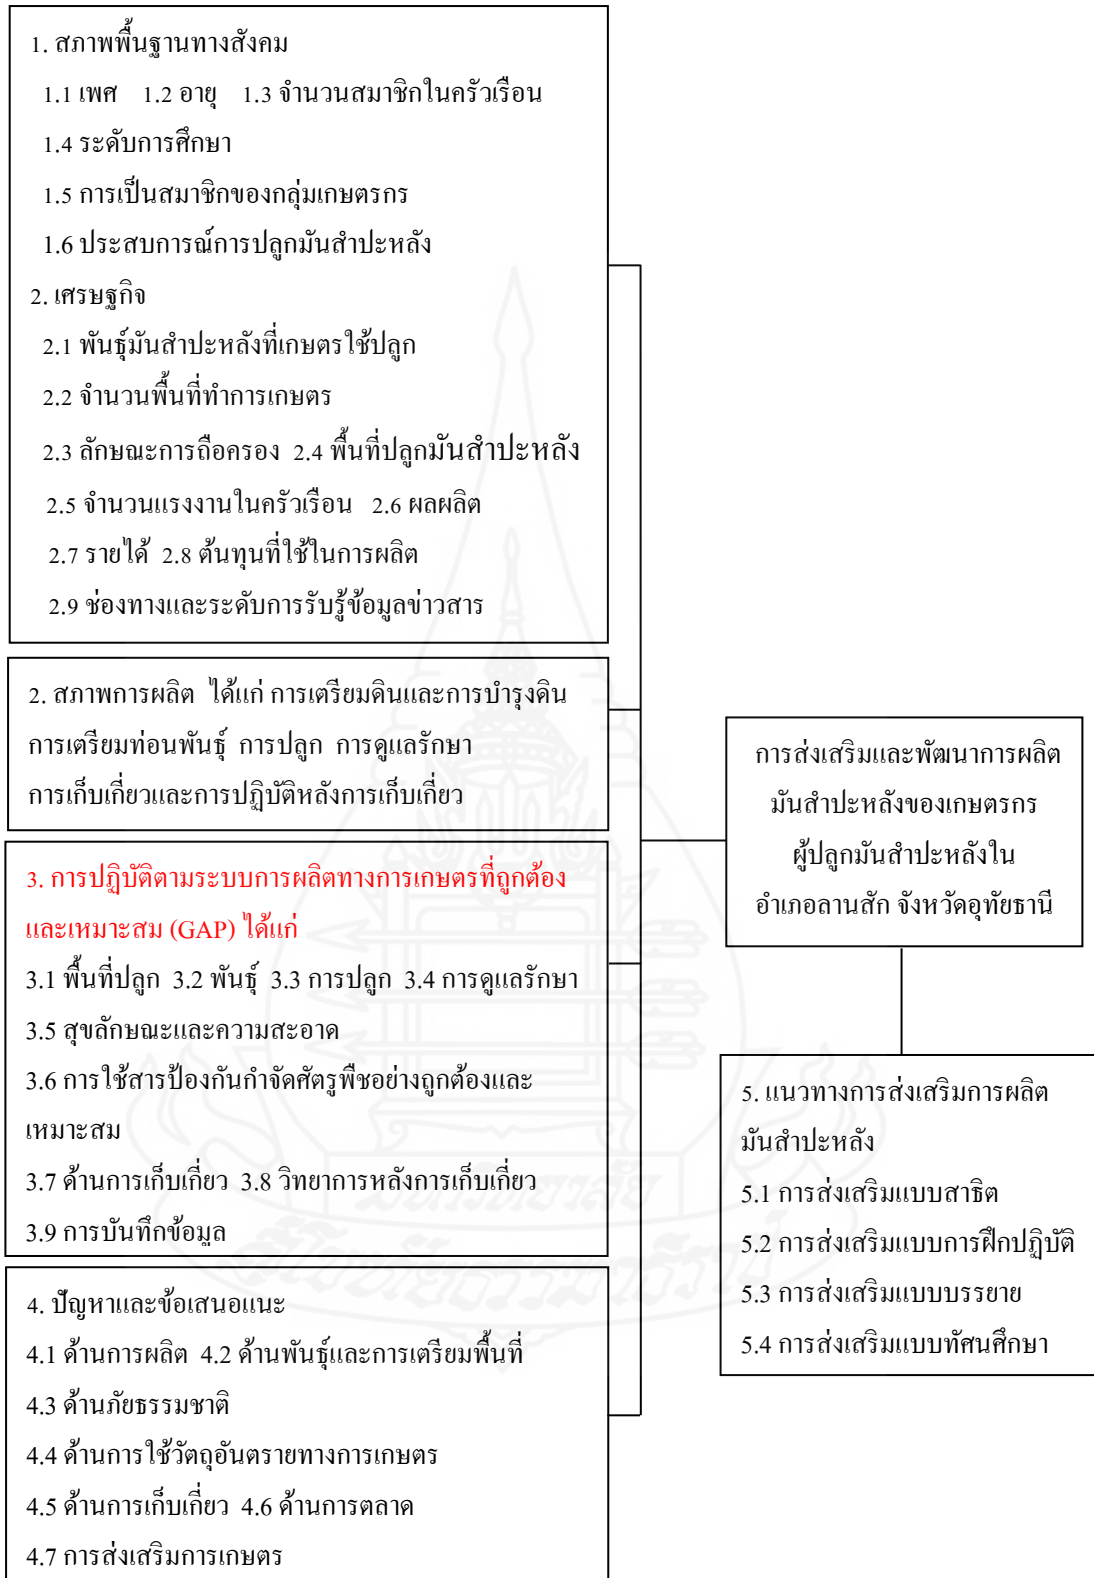 1. สภาพพื้นฐานทางสังคม
1.1 เพศ 1.2 อายุ 1.3 จำนวนสมาชิกในครัวเรือน
1.4 ระดับการศึกษา
1.5 การเป็นสมาชิกของกลุ่มเกษตรกร
1.6 ประสบการณ์การปลูกมันสำปะหลัง
2. เศรษฐกิจ
2.1 พันธุ์มันสำปะหลังที่เกษตรใช้ปลูก
2.2 จำนวนพื้นที่ทำการเกษตร
2.3 ลักษณะการถือครอง 2.4 พื้นที่ปลูกมันสำปะหลัง
2.5 จำนวนแรงงานในครัวเรือน 2.6 ผลผลิต
2.7 รายได้ 2.8 ต้นทุนที่ใช้ในการผลิต
2.9 ช่องทางและระดับการรับรู้ข้อมูลข่าวสาร
2. สภาพการผลิต ได้แก่ การเตรียมดินและการบำรุงดิน
การเตรียมท่อนพันธุ์ การปลูก การดูแลรักษา
การเก็บเกี่ยวและการปฏิบัติหลังการเก็บเกี่ยว
3. การปฏิบัติตามระบบการผลิตทางการเกษตรที่ถูกต้อง
และเหมาะสม (GAP) ได้แก่
3.1 พื้นที่ปลูก 3.2 พันธุ์ 3.3 การปลูก 3.4 การดูแลรักษา
3.5 สุขลักษณะและความสะอาด
3.6 การใช้สารป้องกันกำจัดศัตรูพืชอย่างถูกต้องและ
เหมาะสม
3.7 ด้านการเก็บเกี่ยว 3.8 วิทยาการหลังการเก็บเกี่ยว
3.9 การบันทึกข้อมูล
4. ปัญหาและข้อเสนอแนะ
4.1 ด้านการผลิต 4.2 ด้านพันธุ์และการเตรียมพื้นที่
4.3 ด้านภัยธรรมชาติ
4.4 ด้านการใช้วัตถุอันตรายทางการเกษตร
4.5 ด้านการเก็บเกี่ยว 4.6 ด้านการตลาด
4.7 การส่งเสริมการเกษตร
การส่งเสริมและพัฒนาการผลิต
มันสำปะหลังของเกษตรกร
ผู้ปลูกมันสำปะหลังใน
อำเภอลานสัก จังหวัดอุทัยธานี
5. แนวทางการส่งเสริมการผลิต
มันสำปะหลัง
5.1 การส่งเสริมแบบสาธิต
5.2 การส่งเสริมแบบการฝึกปฏิบัติ
5.3 การส่งเสริมแบบบรรยาย
5.4 การส่งเสริมแบบทัศนศึกษา
มหาวิทยาลัย
สุโขทัยธรรมาธิราช